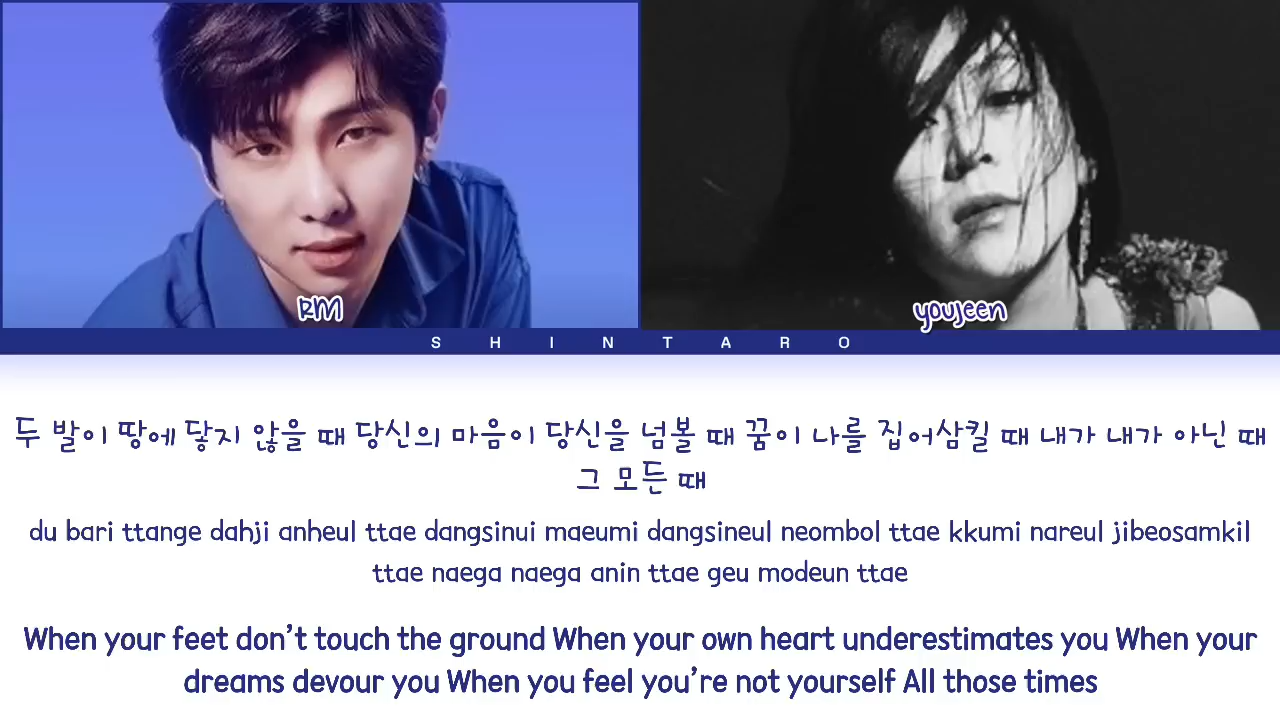 RM
youjeen
SHINTARO
두 발이 땅에 닿지 않을 때 당신의 마음이 당신을 넘볼 때 꿈이 나를 집어삼킬 때 내가 내가 아닌 때
그 모든 때
du bari ttange dahji anheul ttae dangsinui maeumi dangsineul neombol ttae kkumi nareul jibeosamkil
ttae naega naega anin ttae geu modeun ttae
When your feet don't touch the ground When your own heart underestimates you When your
dreams devour you When you feel you're not yourself All those times